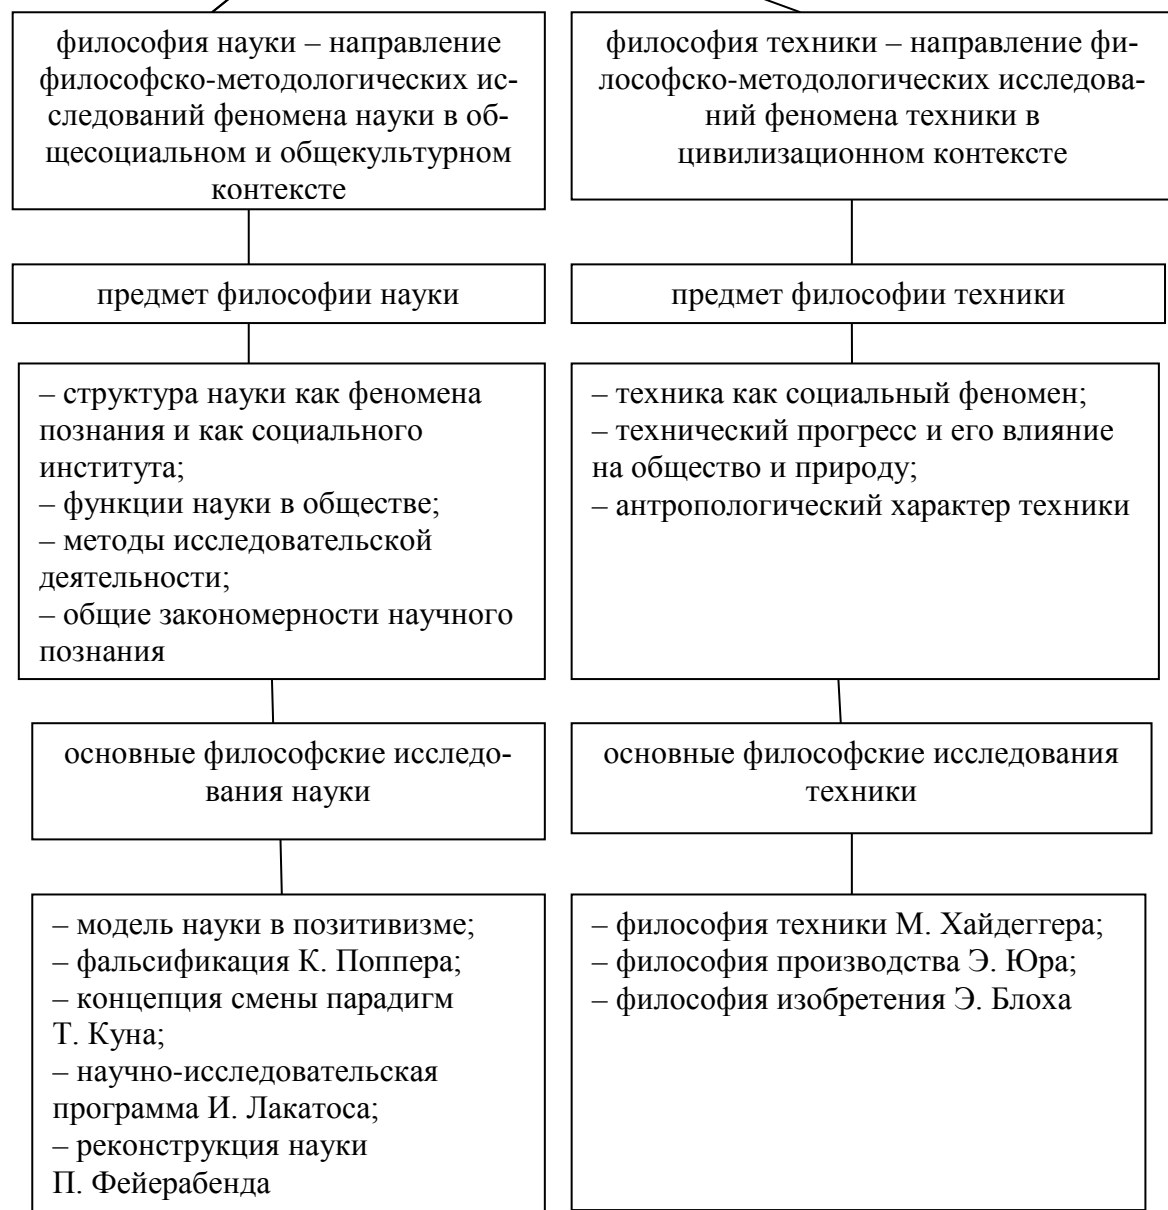 философия науки – направление
философско-методологических ис-
следований феномена науки в об-
щесоциальном и общекультурном
контексте
философия техники – направление фи-
лософско-методологических исследова-
ний феномена техники в
цивилизационном контексте
предмет философии науки
предмет философии техники
– структура науки как феномена
познания и как социального
института;
– функции науки в обществе;
– методы исследовательской
деятельности;
– общие закономерности научного
познания
– техника как социальный феномен;
– технический прогресс и его влияние
на общество и природу;
– антропологический характер техники
основные философские исследо-
вания науки
основные философские исследования
техники
– модель науки в позитивизме;
– фальсификация К. Поппера;
– концепция смены парадигм
Т. Куна;
– научно-исследовательская
программа И. Лакатоса;
– реконструкция науки
П. Фейерабенда
– философия техники М. Хайдеггера;
– философия производства Э. Юра;
– философия изобретения Э. Блоха